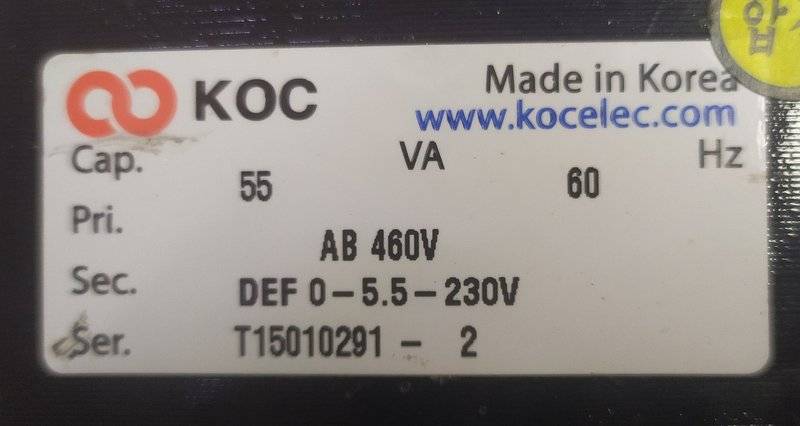 압
KOC
Made in Korea
www.kocelec.com
Cap. 55 VA 60 Hz
Pri. AB 460V
Sec. DEF 0-5.5-230V
Ser. T15010291 - 2